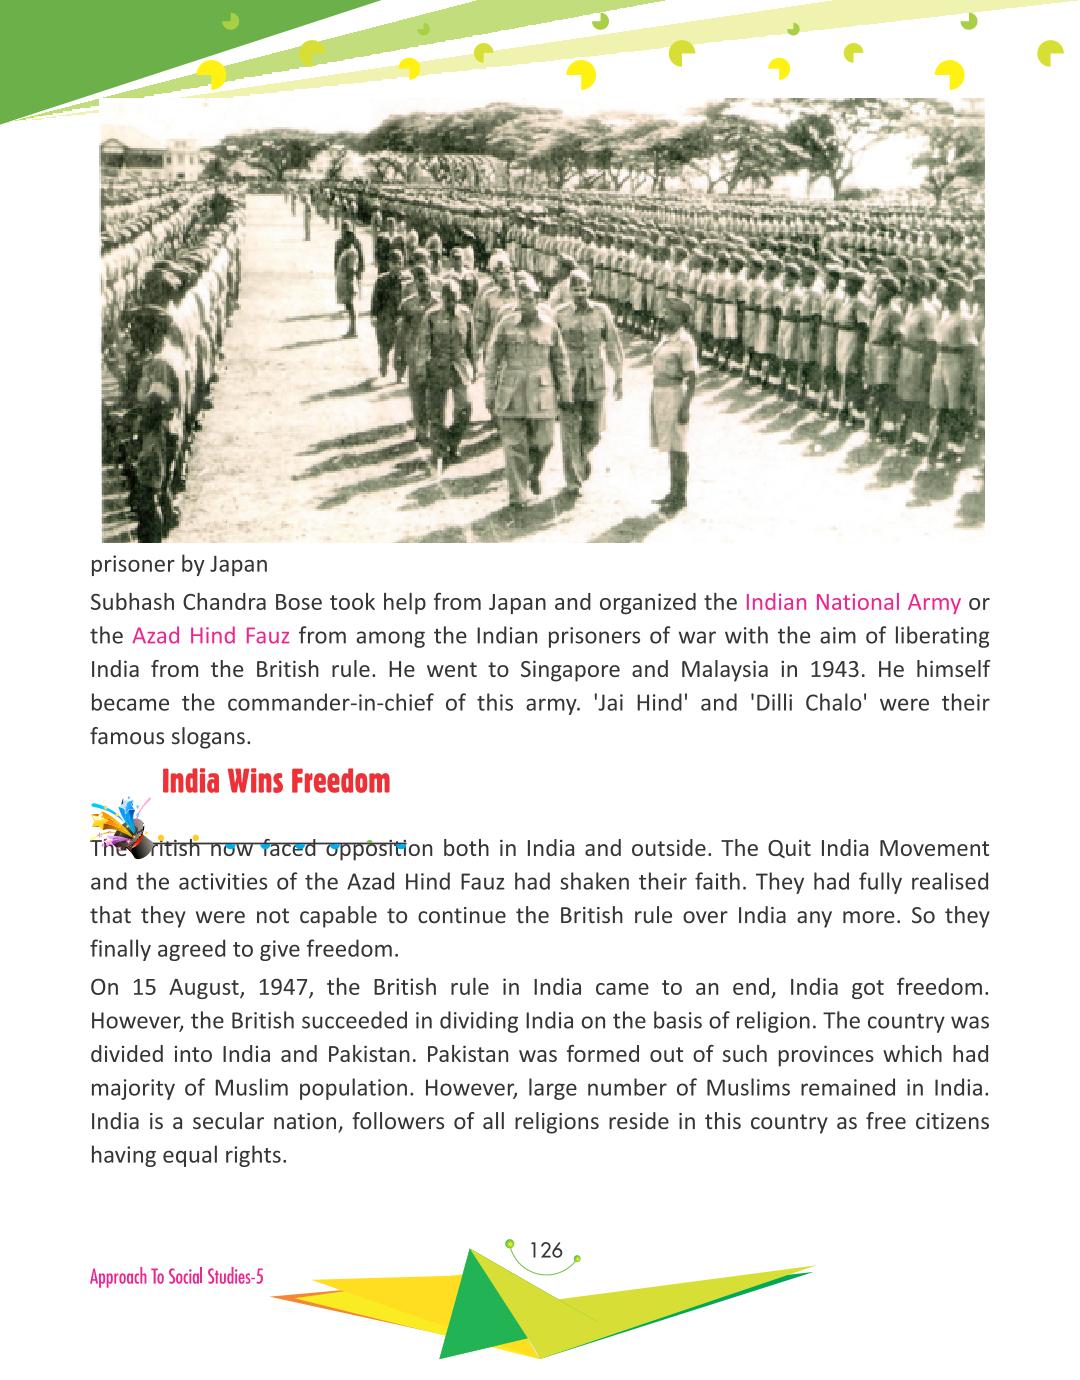 prisoner by Japan
Subhash Chandra Bose took help from Japan and organized the Indian National Army or
the Azad Hind Fauz from among the Indian prisoners of war with the aim of liberating
India from the British rule. He went to Singapore and Malaysia in 1943. He himself
became the commander-in-chief of this army. 'Jai Hind' and 'Dilli Chalo' were their
famous slogans.
India Wins Freedom
The British now faced opposition both in India and outside. The Quit India Movement
and the activities of the Azad Hind Fauz had shaken their faith. They had fully realised
that they were not capable to continue the British rule over India any more. So they
finally agreed to give freedom.
On 15 August, 1947, the British rule in India came to an end, India got freedom.
However, the British succeeded in dividing India on the basis of religion. The country was
divided into India and Pakistan. Pakistan was formed out of such provinces which had
majority of Muslim population. However, large number of Muslims remained in India.
India is a secular nation, followers of all religions reside in this country as free citizens
having equal rights.
126
Approach To Social Studies-5